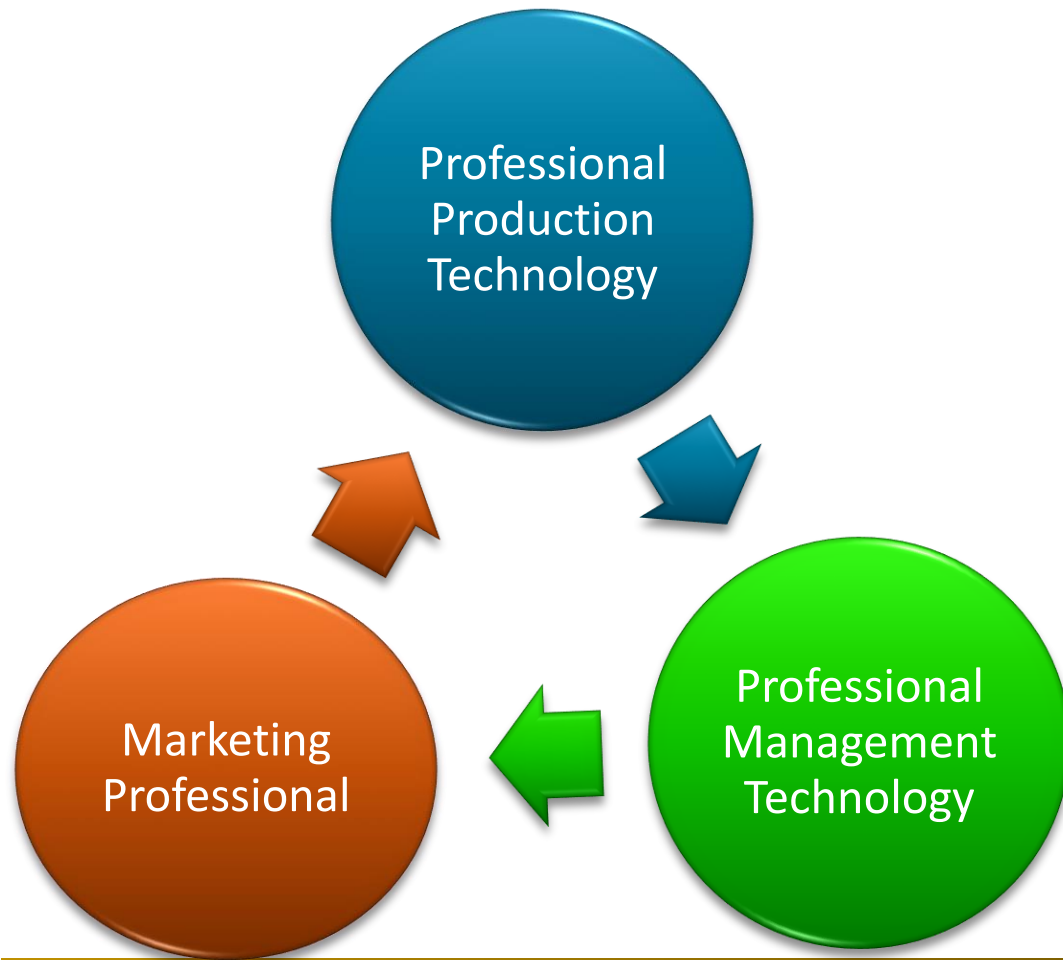 Professional
Production
Technology
Professional
Management
Technology
Marketing
Professional